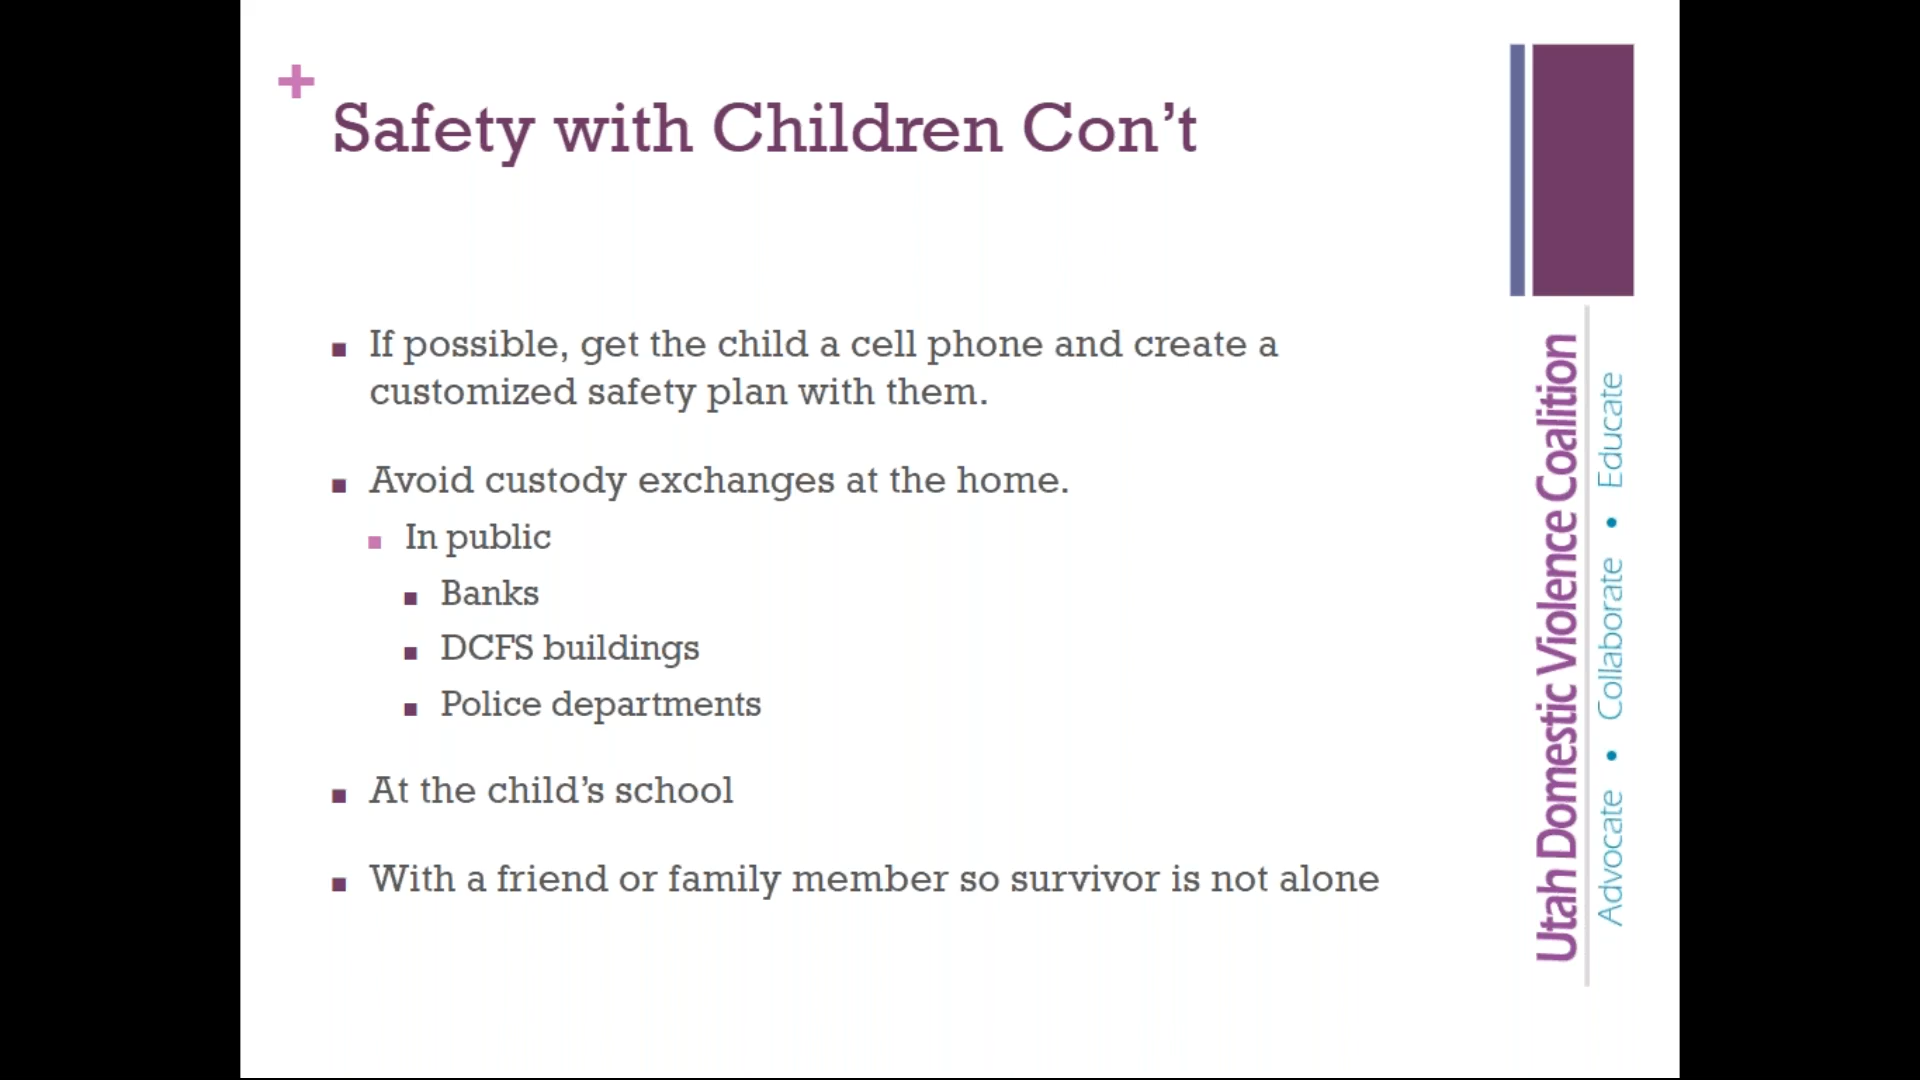 +
Safety with Children Con’t
If possible, get the child a cell phone and create a
customized safety plan with them.
Avoid custody exchanges at the home.
In public
Banks
DCFS buildings
Police departments
At the child’s school
With a friend or family member so survivor is not alone
Utah Domestic Violence Coalition
Advocate • Collaborate • Educate